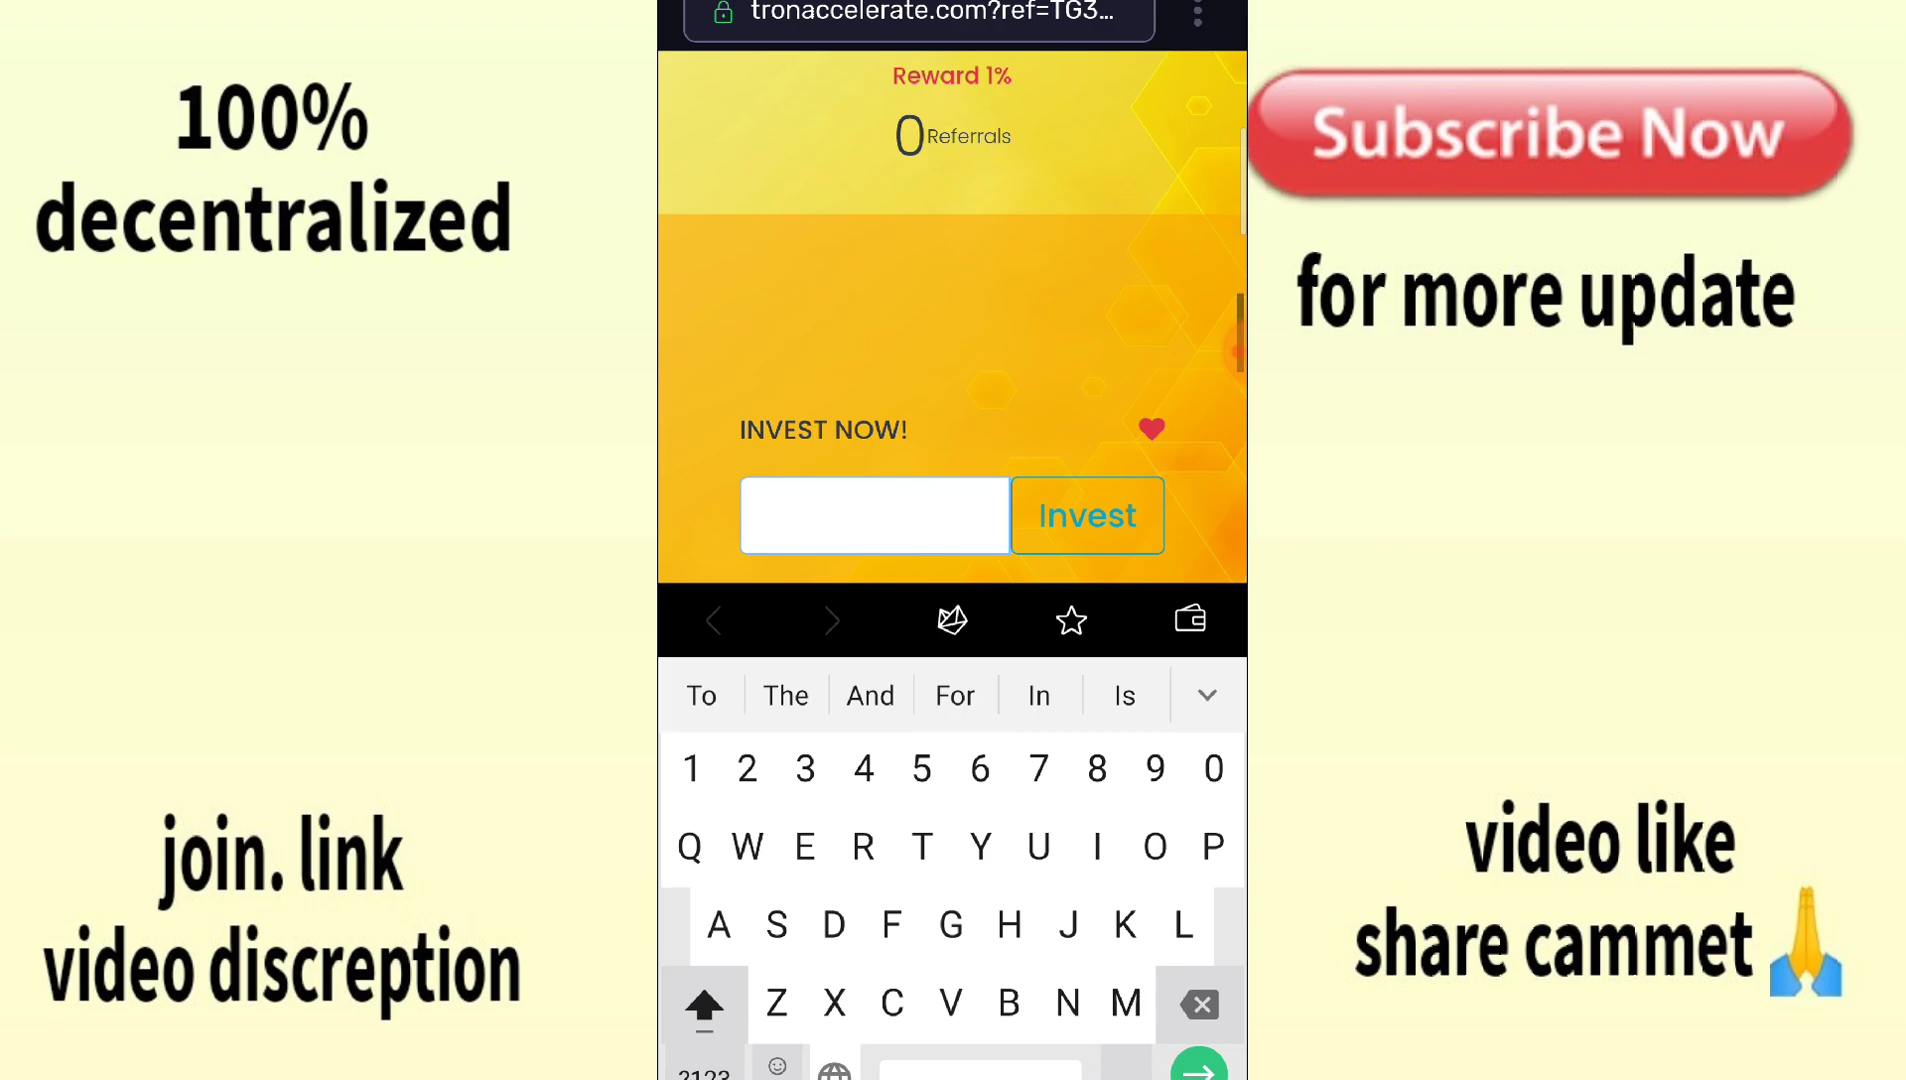 100%
decentralized
join. link
video discreption
tronaccelerate.com?ref=TG3...
Reward 1%
0 Referrals
INVEST NOW!
Invest
To The And For In Is
1 2 3 4 5 6 7 8 9 0
Q W E R T Y U I O P
A S D F G H J K L
Z X C V B N M
?123
Subscribe Now
for more update
video like
share cammet